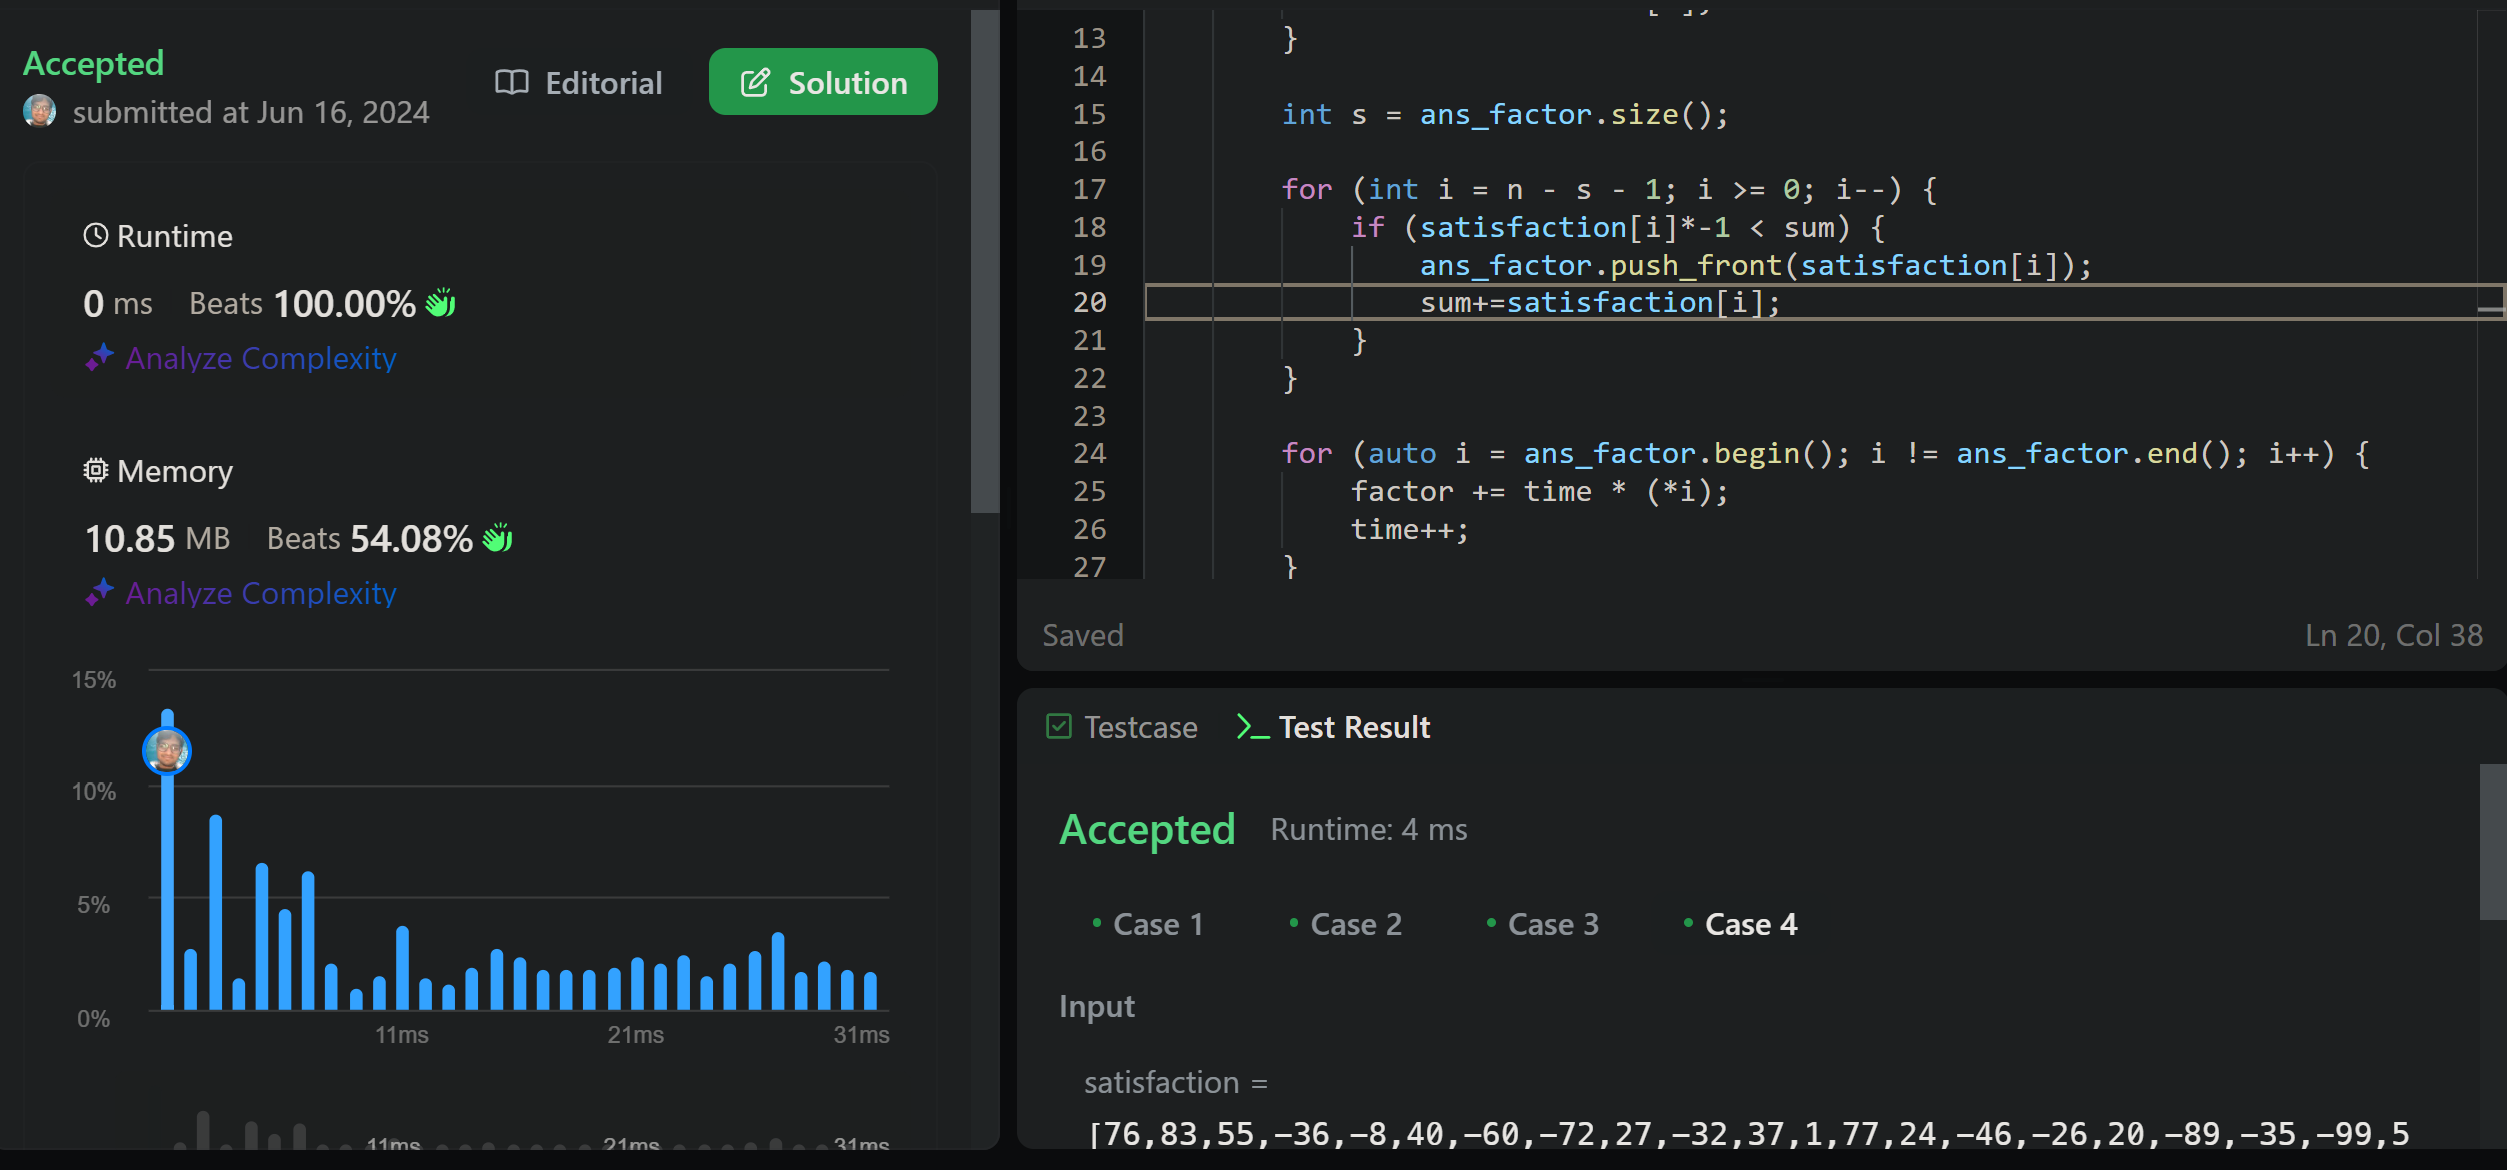 Accepted
submitted at Jun 16, 2024
Editorial
Solution
Runtime
0 ms Beats 100.00%
Analyze Complexity
Memory
10.85 MB Beats 54.08%
Analyze Complexity
15%
10%
5%
0%
11ms 21ms 31ms
11ms 21ms 31ms
13 }
14
15 int s = ans_factor.size();
16
17 for (int i = n - s - 1; i >= 0; i--) {
18 if (satisfaction[i]*-1 < sum) {
19 ans_factor.push_front(satisfaction[i]);
20 sum+=satisfaction[i];
21 }
22 }
23
24 for (auto i = ans_factor.begin(); i != ans_factor.end(); i++) {
25 factor += time * (*i);
26 time++;
27 }
Saved
Ln 20, Col 38
Testcase
Test Result
Accepted Runtime: 4 ms
• Case 1 • Case 2 • Case 3 • Case 4
Input
satisfaction =
[76,83,55,-36,-8,40,-60,-72,27,-32,37,1,77,24,-46,-26,20,-89,-35,-99,5